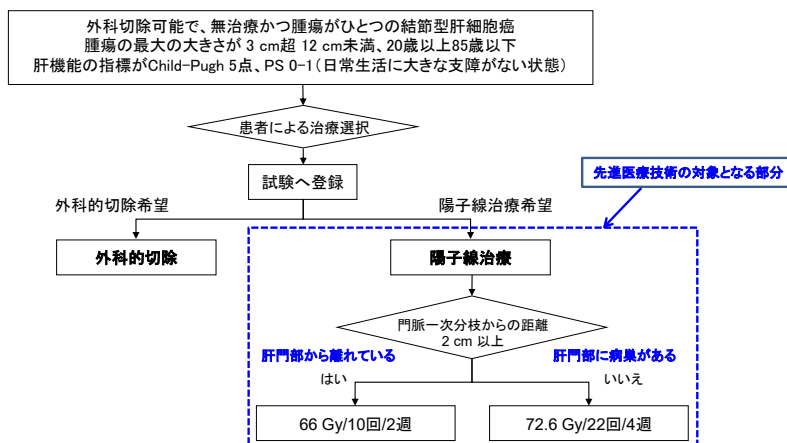 外科切除可能で、無治療かつ腫瘍がひとつの結節型肝細胞癌
腫瘍の最大の大きさが 3 cm超 12 cm未満、20歳以上85歳以下
肝機能の指標がChild-Pugh 5点、PS 0-1(日常生活に大きな支障がない状態)
患者による治療選択
試験へ登録
先進医療技術の対象となる部分
外科的切除希望
陽子線治療希望
外科的切除
陽子線治療
門脈一次分枝からの距離
2 cm 以上
肝門部から離れている
肝門部に病巣がある
はい
いいえ
66 Gy/10回/2週
72.6 Gy/22回/4週